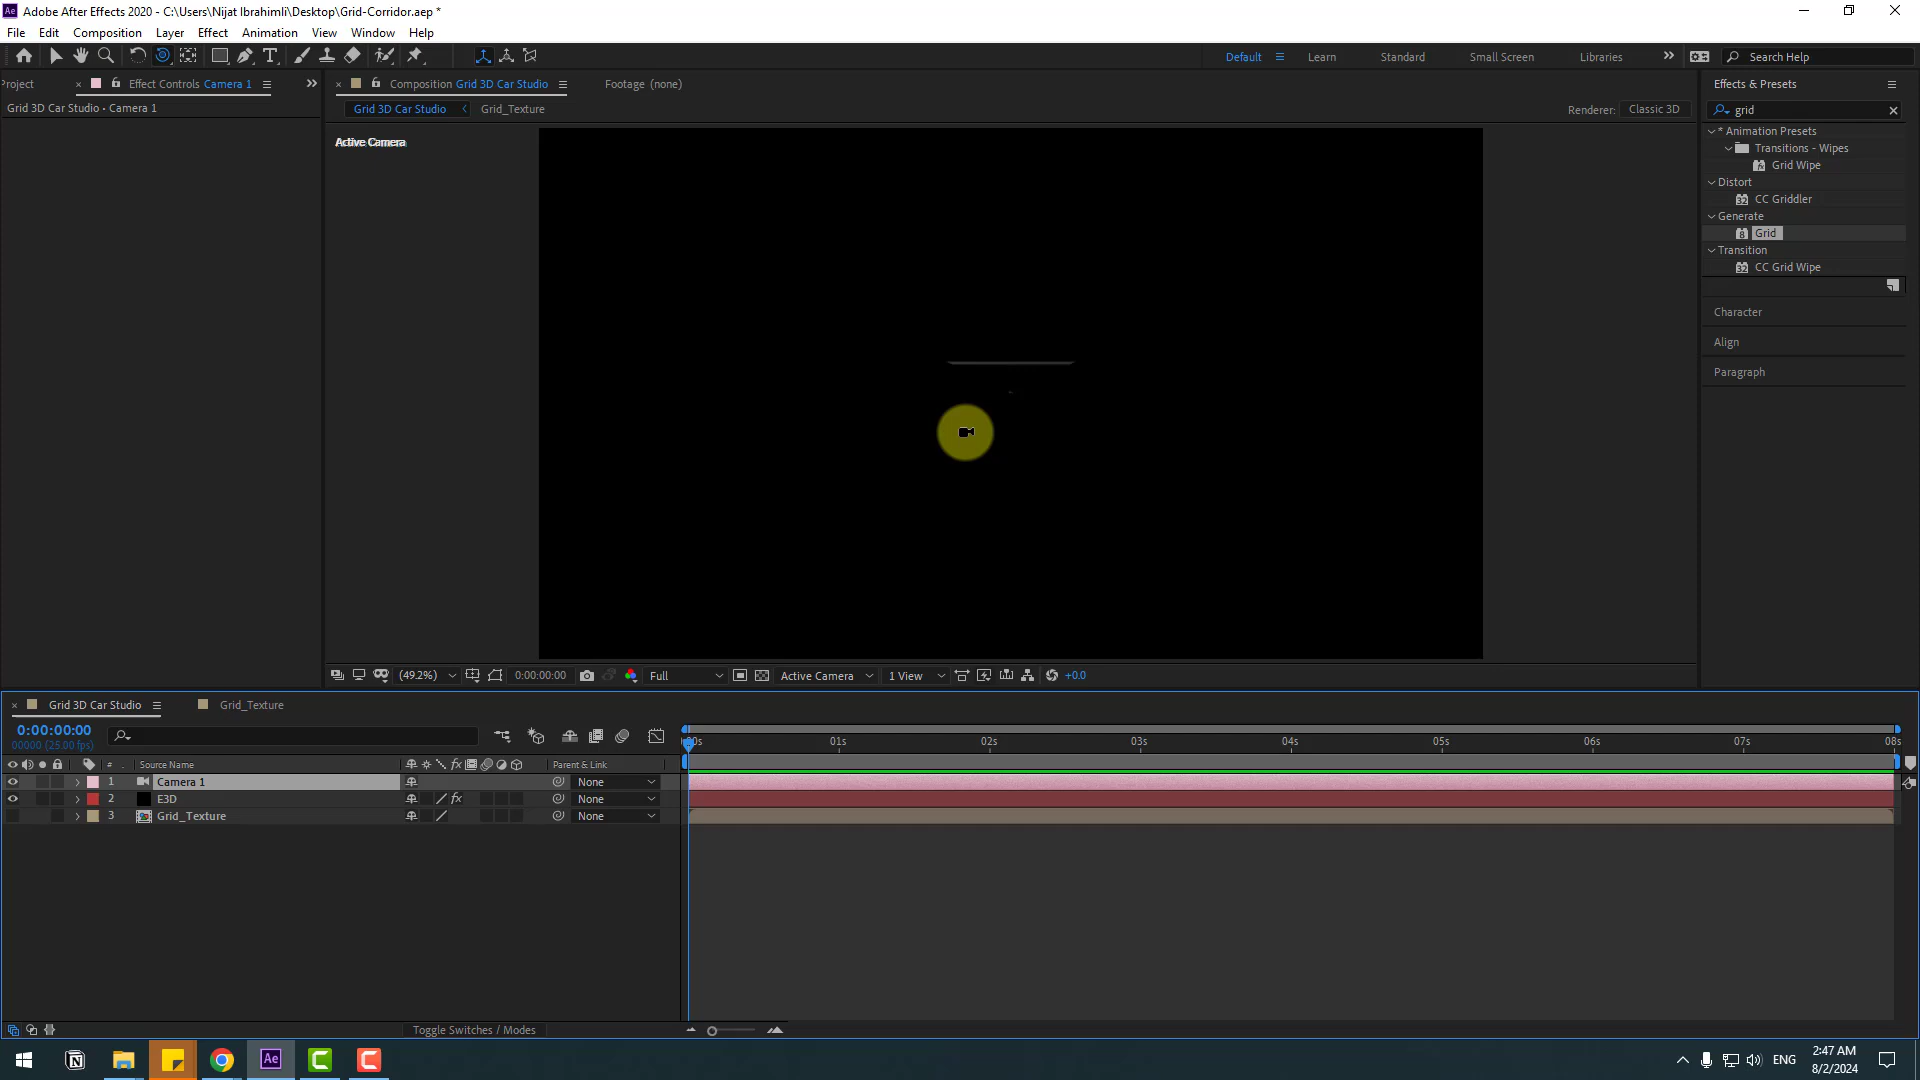 Adobe After Effects 2020 - C:\Users\Nijat Ibrahimli\Desktop\Grid-Corridor.aep *
File Edit Composition Layer Effect Animation View Window Help
Default Learn Standard Small Screen Libraries Search Help
Project Effect Controls Camera 1
Grid 3D Car Studio • Camera 1
Composition Grid 3D Car Studio Footage (none)
Grid 3D Car Studio Grid_Texture Renderer: Classic 3D
Active Camera
Effects & Presets
grid
* Animation Presets
Transitions - Wipes
Grid Wipe
Distort
CC Griddler
Generate
Grid
Transition
CC Grid Wipe
Character
Align
Paragraph
(49.2%) 0:00:00:00 Full Active Camera 1 View +0.0
Grid 3D Car Studio Grid_Texture
0:00:00:00
00000 (25.00 fps)
00s 01s 02s 03s 04s 05s 06s 07s 08s
# Source Name fx Parent & Link
1 Camera 1 None
2 E3D fx None
3 Grid_Texture None
Toggle Switches / Modes
ENG 2:47 AM
8/2/2024